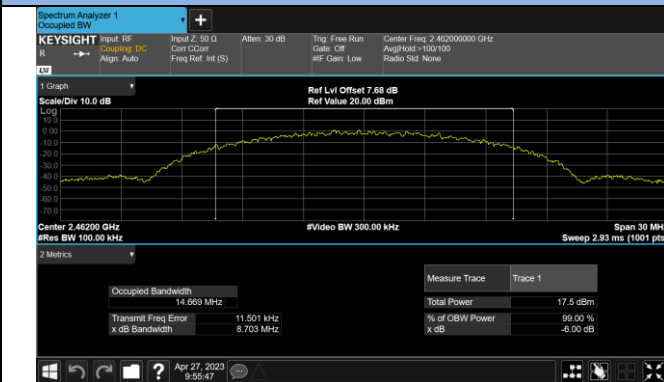 Spectrum Analyzer 1
Occupied BW
+
KEYSIGHT Input: RF Input Z: 50 Ω Atten: 30 dB Trig: Free Run Center Freq: 2.462000000 GHz
R Coupling: DC Corr CCorr Gate: Off Avg|Hold:>100/100
Align: Auto Freq Ref: Int (S) #IF Gain: Low Radio Std: None
LXI
1 Graph
Ref Lvl Offset 7.68 dB
Scale/Div 10.0 dB Ref Value 20.00 dBm
Log
10.0
0.00
-10.0
-20.0
-30.0
-40.0
-50.0
-60.0
-70.0
Center 2.46200 GHz #Video BW 300.00 kHz Span 30 MHz
#Res BW 100.00 kHz Sweep 2.93 ms (1001 pts
2 Metrics
Measure Trace Trace 1
Occupied Bandwidth
14.669 MHz Total Power 17.5 dBm
Transmit Freq Error 11.501 kHz % of OBW Power 99.00 %
x dB Bandwidth 8.703 MHz x dB -6.00 dB
? Apr 27, 2023
9:55:47